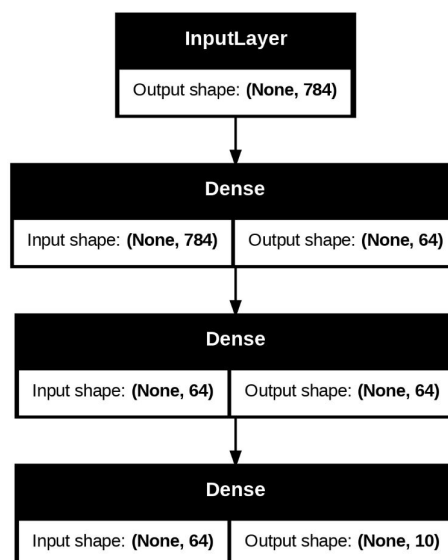 InputLayer
Output shape: (None, 784)
Dense
Input shape: (None, 784) Output shape: (None, 64)
Dense
Input shape: (None, 64) Output shape: (None, 64)
Dense
Input shape: (None, 64) Output shape: (None, 10)